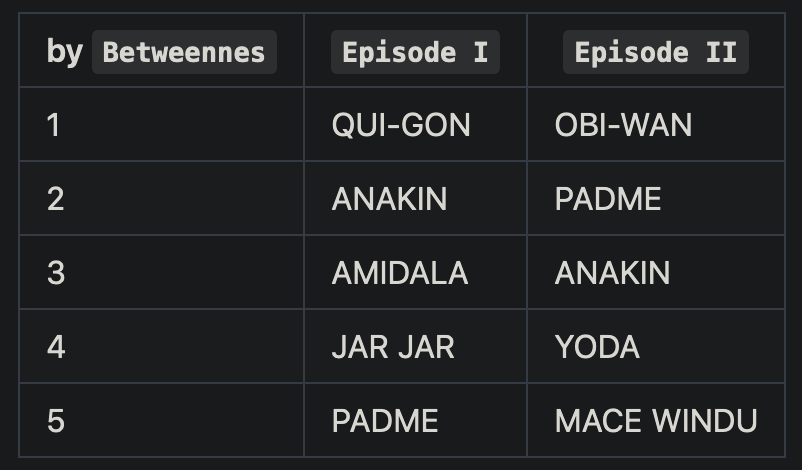 by Betweennes Episode I Episode II
1 QUI-GON OBI-WAN
2 ANAKIN PADME
3 AMIDALA ANAKIN
4 JAR JAR YODA
5 PADME MACE WINDU